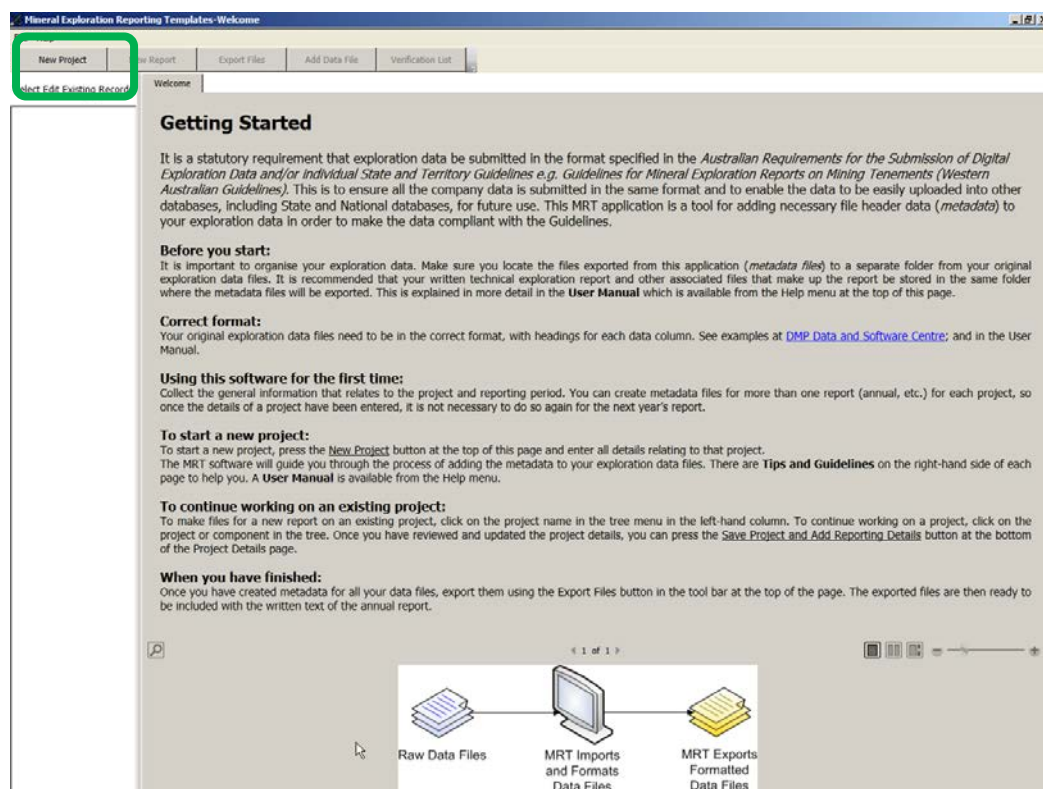 Mineral Exploration Reporting Templates-Welcome
New Project Report Export Files Add Data File Verification List
Select Edit Existing Record
Welcome
Getting Started
It is a statutory requirement that exploration data be submitted in the format specified in the Australian Requirements for the Submission of Digital
Exploration Data and/or individual State and Territory Guidelines e.g. Guidelines for Mineral Exploration Reports on Mining Tenements (Western
Australian Guidelines). This is to ensure all the company data is submitted in the same format and to enable the data to be easily uploaded into other
databases, including State and National databases, for future use. This MRT application is a tool for adding necessary file header data (metadata) to
your exploration data in order to make the data compliant with the Guidelines.
Before you start:
It is important to organise your exploration data. Make sure you locate the files exported from this application (metadata files) to a separate folder from your original
exploration data files. It is recommended that your written technical exploration report and other associated files that make up the report be stored in the same folder
where the metadata files will be exported. This is explained in more detail in the User Manual which is available from the Help menu at the top of this page.
Correct format:
Your original exploration data files need to be in the correct format, with headings for each data column. See examples at DMP Data and Software Centre; and in the User
Manual.
Using this software for the first time:
Collect the general information that relates to the project and reporting period. You can create metadata files for more than one report (annual, etc.) for each project, so
once the details of a project have been entered, it is not necessary to do so again for the next year's report.
To start a new project:
To start a new project, press the New Project button at the top of this page and enter all details relating to that project.
The MRT software will guide you through the process of adding the metadata to your exploration data files. There are Tips and Guidelines on the right-hand side of each
page to help you. A User Manual is available from the Help menu.
To continue working on an existing project:
To make files for a new report on an existing project, click on the project name in the tree menu in the left-hand column. To continue working on a project, click on the
project or component in the tree. Once you have reviewed and updated the project details, you can press the Save Project and Add Reporting Details button at the bottom
of the Project Details page.
When you have finished:
Once you have created metadata for all your data files, export them using the Export Files button in the tool bar at the top of the page. The exported files are then ready to
be included with the written text of the annual report.
1 of 1
Raw Data Files
MRT Imports
and Formats
Data Files
MRT Exports
Formatted
Data Files